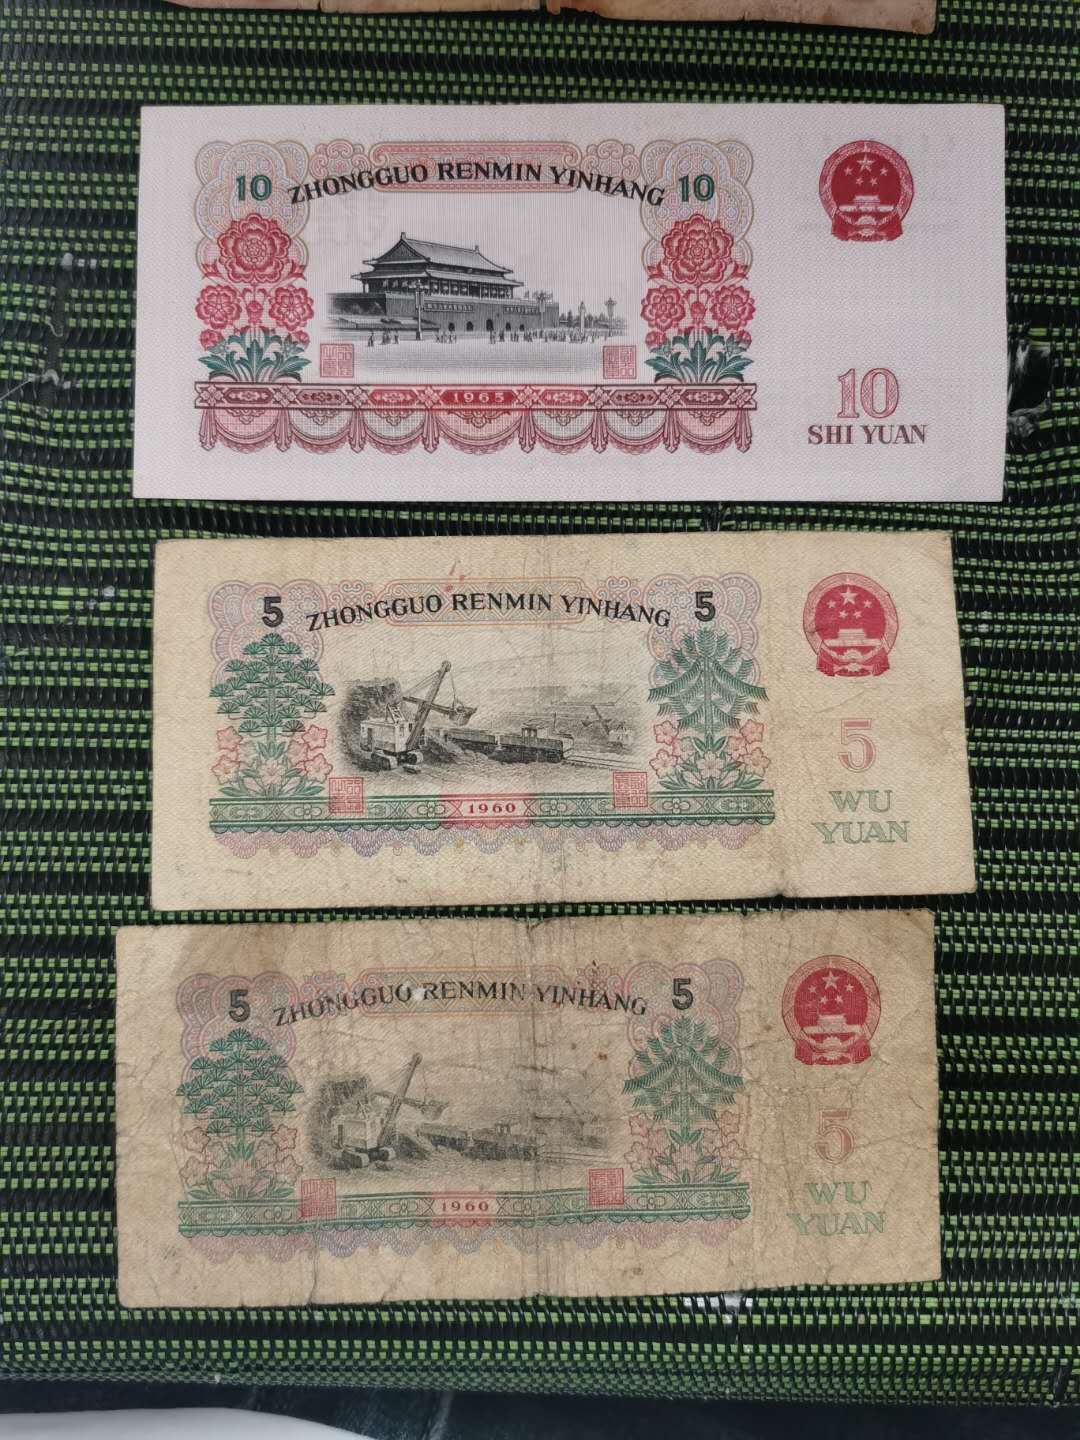 10 ZHONGGUO RENMIN YINHANG 10
1965
10
SHI YUAN
5 ZHONGGUO RENMIN YINHANG 5
1960
5
WU
YUAN
5 ZHONGGUO RENMIN YINHANG 5
1960
5
WU
YUAN